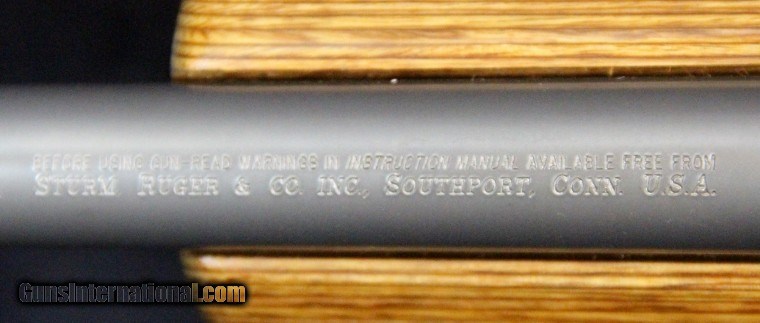 BEFORE USING GUN-READ WARNINGS IN INSTRUCTION MANUAL AVAILABLE FREE FROM
STURM RUGER & CO. INC., SOUTHPORT, CONN. U.S.A.
GunsInternational.com